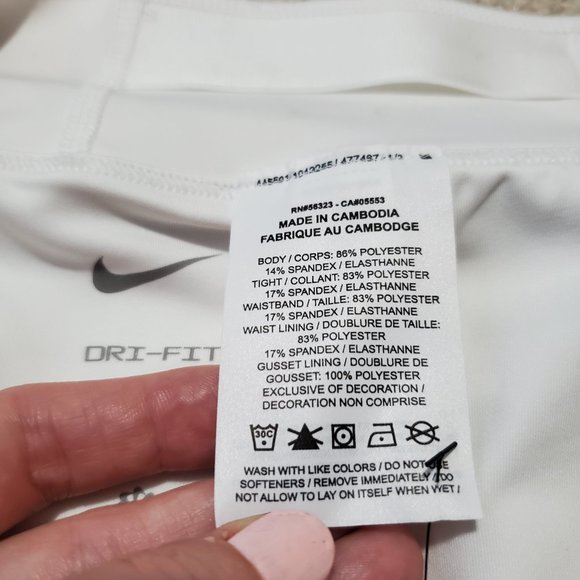 RN#56323 - CA#05553
MADE IN CAMBODIA
FABRIQUE AU CAMBODGE
BODY / CORPS: 86% POLYESTER
14% SPANDEX / ELASTHANNE
TIGHT / COLLANT: 83% POLYESTER
17% SPANDEX / ELASTHANNE
WAISTBAND / TAILLE: 83% POLYESTER
17% SPANDEX / ELASTHANNE
WAIST LINING / DOUBLURE DE TAILLE:
83% POLYESTER
17% SPANDEX / ELASTHANNE
GUSSET LINING / DOUBLURE DE
GOUSSET: 100% POLYESTER
EXCLUSIVE OF DECORATION /
DECORATION NON COMPRISE
DRI-FIT
30C
WASH WITH LIKE COLORS / DO NOT USE
SOFTENERS / REMOVE IMMEDIATELY / DO
NOT ALLOW TO LAY ON ITSELF WHEN WET /